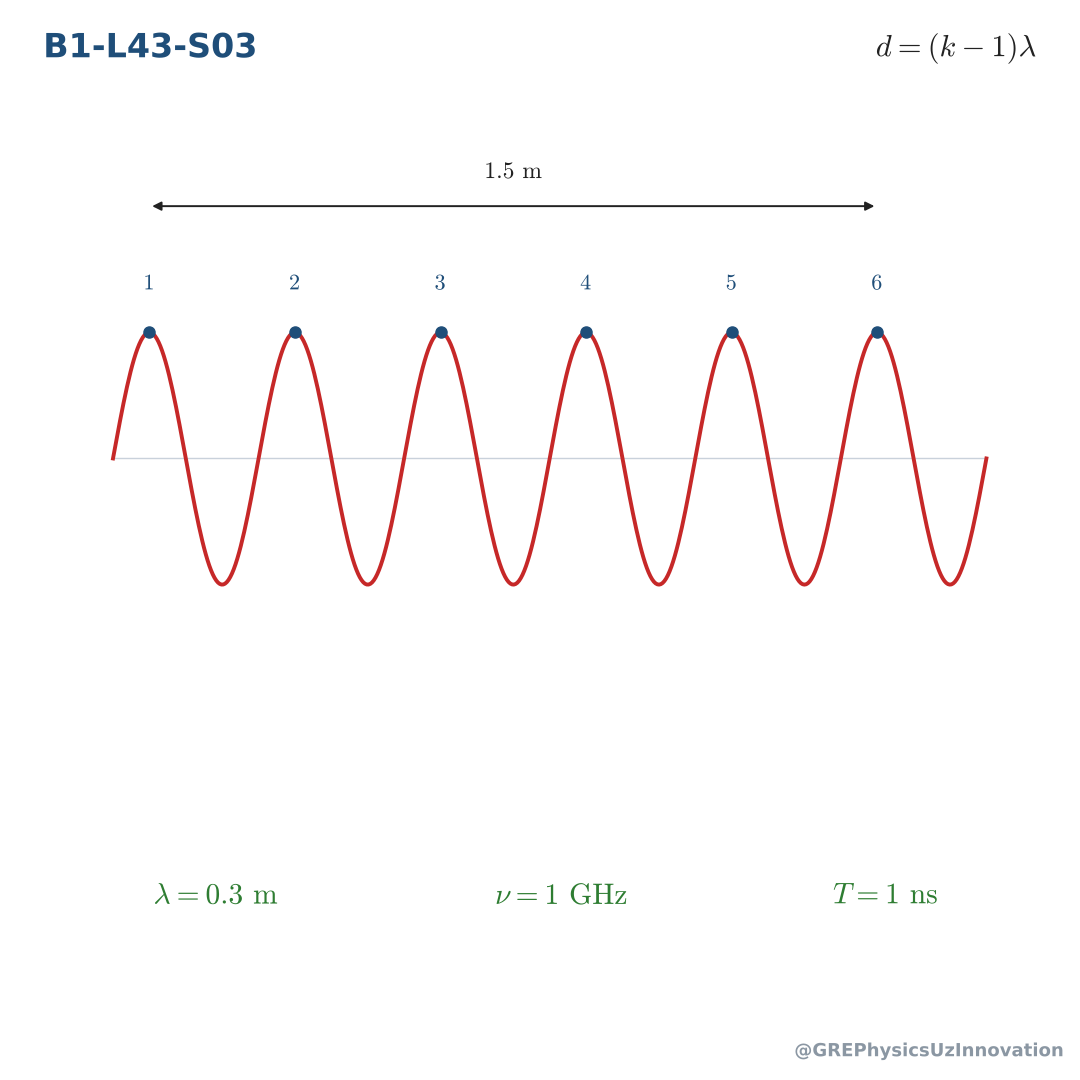 B1-L43-S03
d = (k − 1)λ
1.5 m
1 2 3 4 5 6
λ = 0.3 m
ν = 1 GHz
T = 1 ns
@GREPhysicsUzInnovation